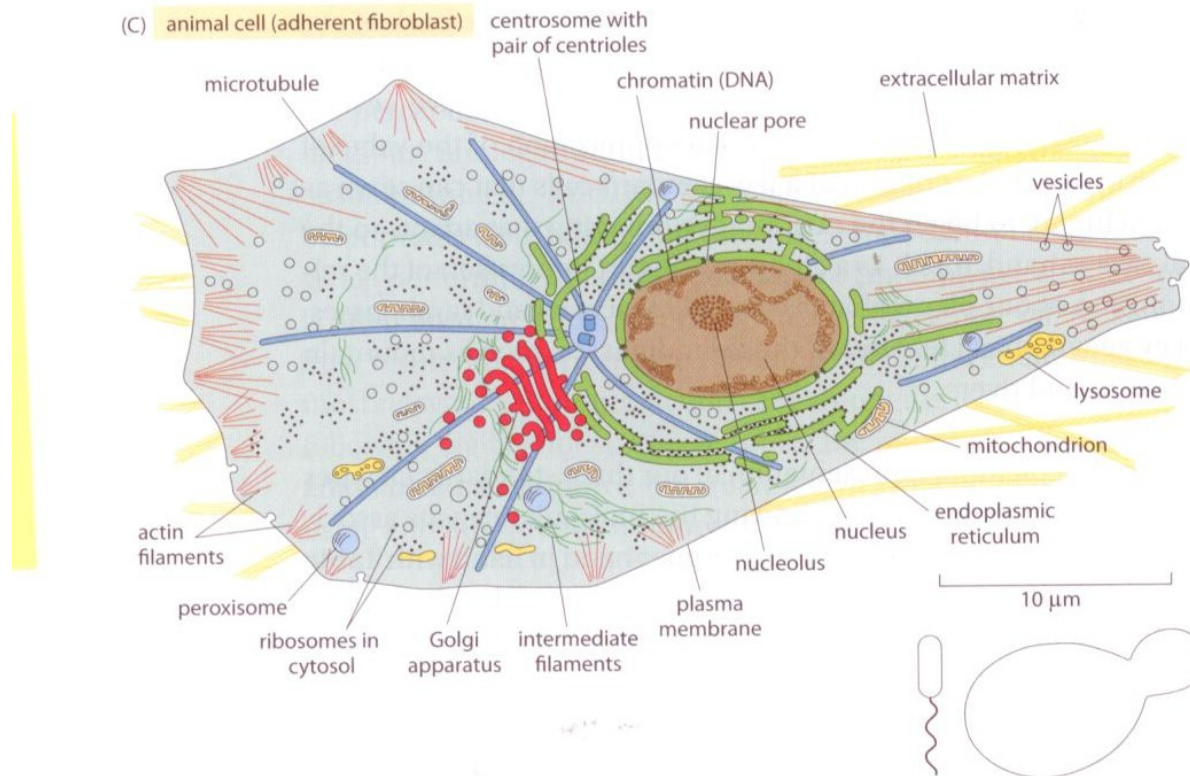 (C) animal cell (adherent fibroblast)
centrosome with
pair of centrioles
microtubule
chromatin (DNA)
extracellular matrix
nuclear pore
vesicles
lysosome
mitochondrion
endoplasmic
reticulum
nucleus
nucleolus
plasma
membrane
10 μm
actin
filaments
peroxisome
ribosomes in
cytosol
Golgi
apparatus
intermediate
filaments